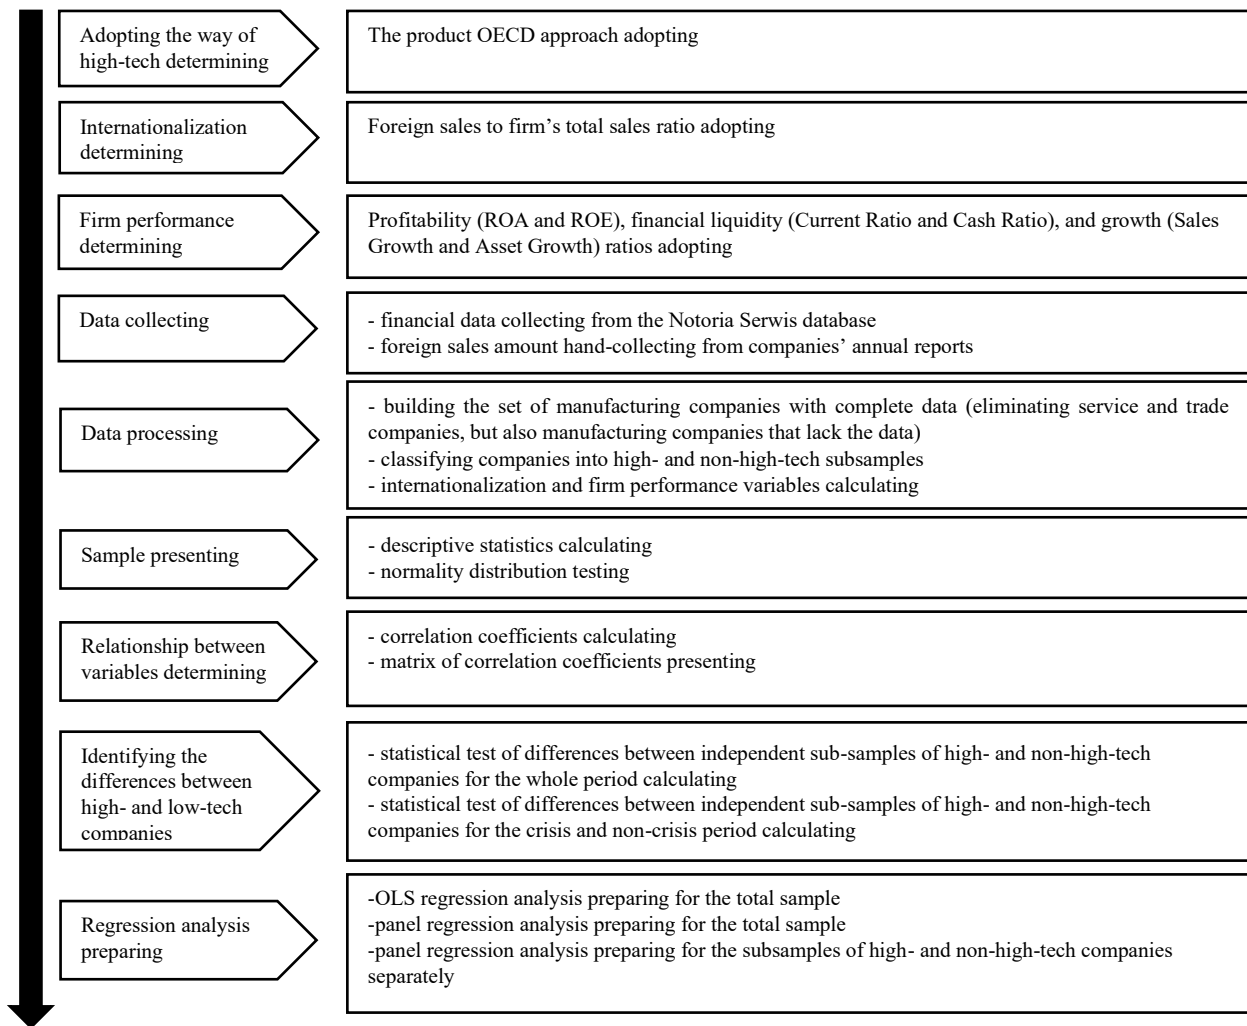 Adopting the way of
high-tech determining
The product OECD approach adopting
Internationalization
determining
Foreign sales to firm’s total sales ratio adopting
Firm performance
determining
Profitability (ROA and ROE), financial liquidity (Current Ratio and Cash Ratio), and growth (Sales
Growth and Asset Growth) ratios adopting
Data collecting
- financial data collecting from the Notoria Serwis database
- foreign sales amount hand-collecting from companies’ annual reports
Data processing
- building the set of manufacturing companies with complete data (eliminating service and trade
companies, but also manufacturing companies that lack the data)
- classifying companies into high- and non-high-tech subsamples
- internationalization and firm performance variables calculating
Sample presenting
- descriptive statistics calculating
- normality distribution testing
Relationship between
variables determining
- correlation coefficients calculating
- matrix of correlation coefficients presenting
Identifying the
differences between
high- and low-tech
companies
- statistical test of differences between independent sub-samples of high- and non-high-tech
companies for the whole period calculating
- statistical test of differences between independent sub-samples of high- and non-high-tech
companies for the crisis and non-crisis period calculating
Regression analysis
preparing
-OLS regression analysis preparing for the total sample
-panel regression analysis preparing for the total sample
-panel regression analysis preparing for the subsamples of high- and non-high-tech companies
separately